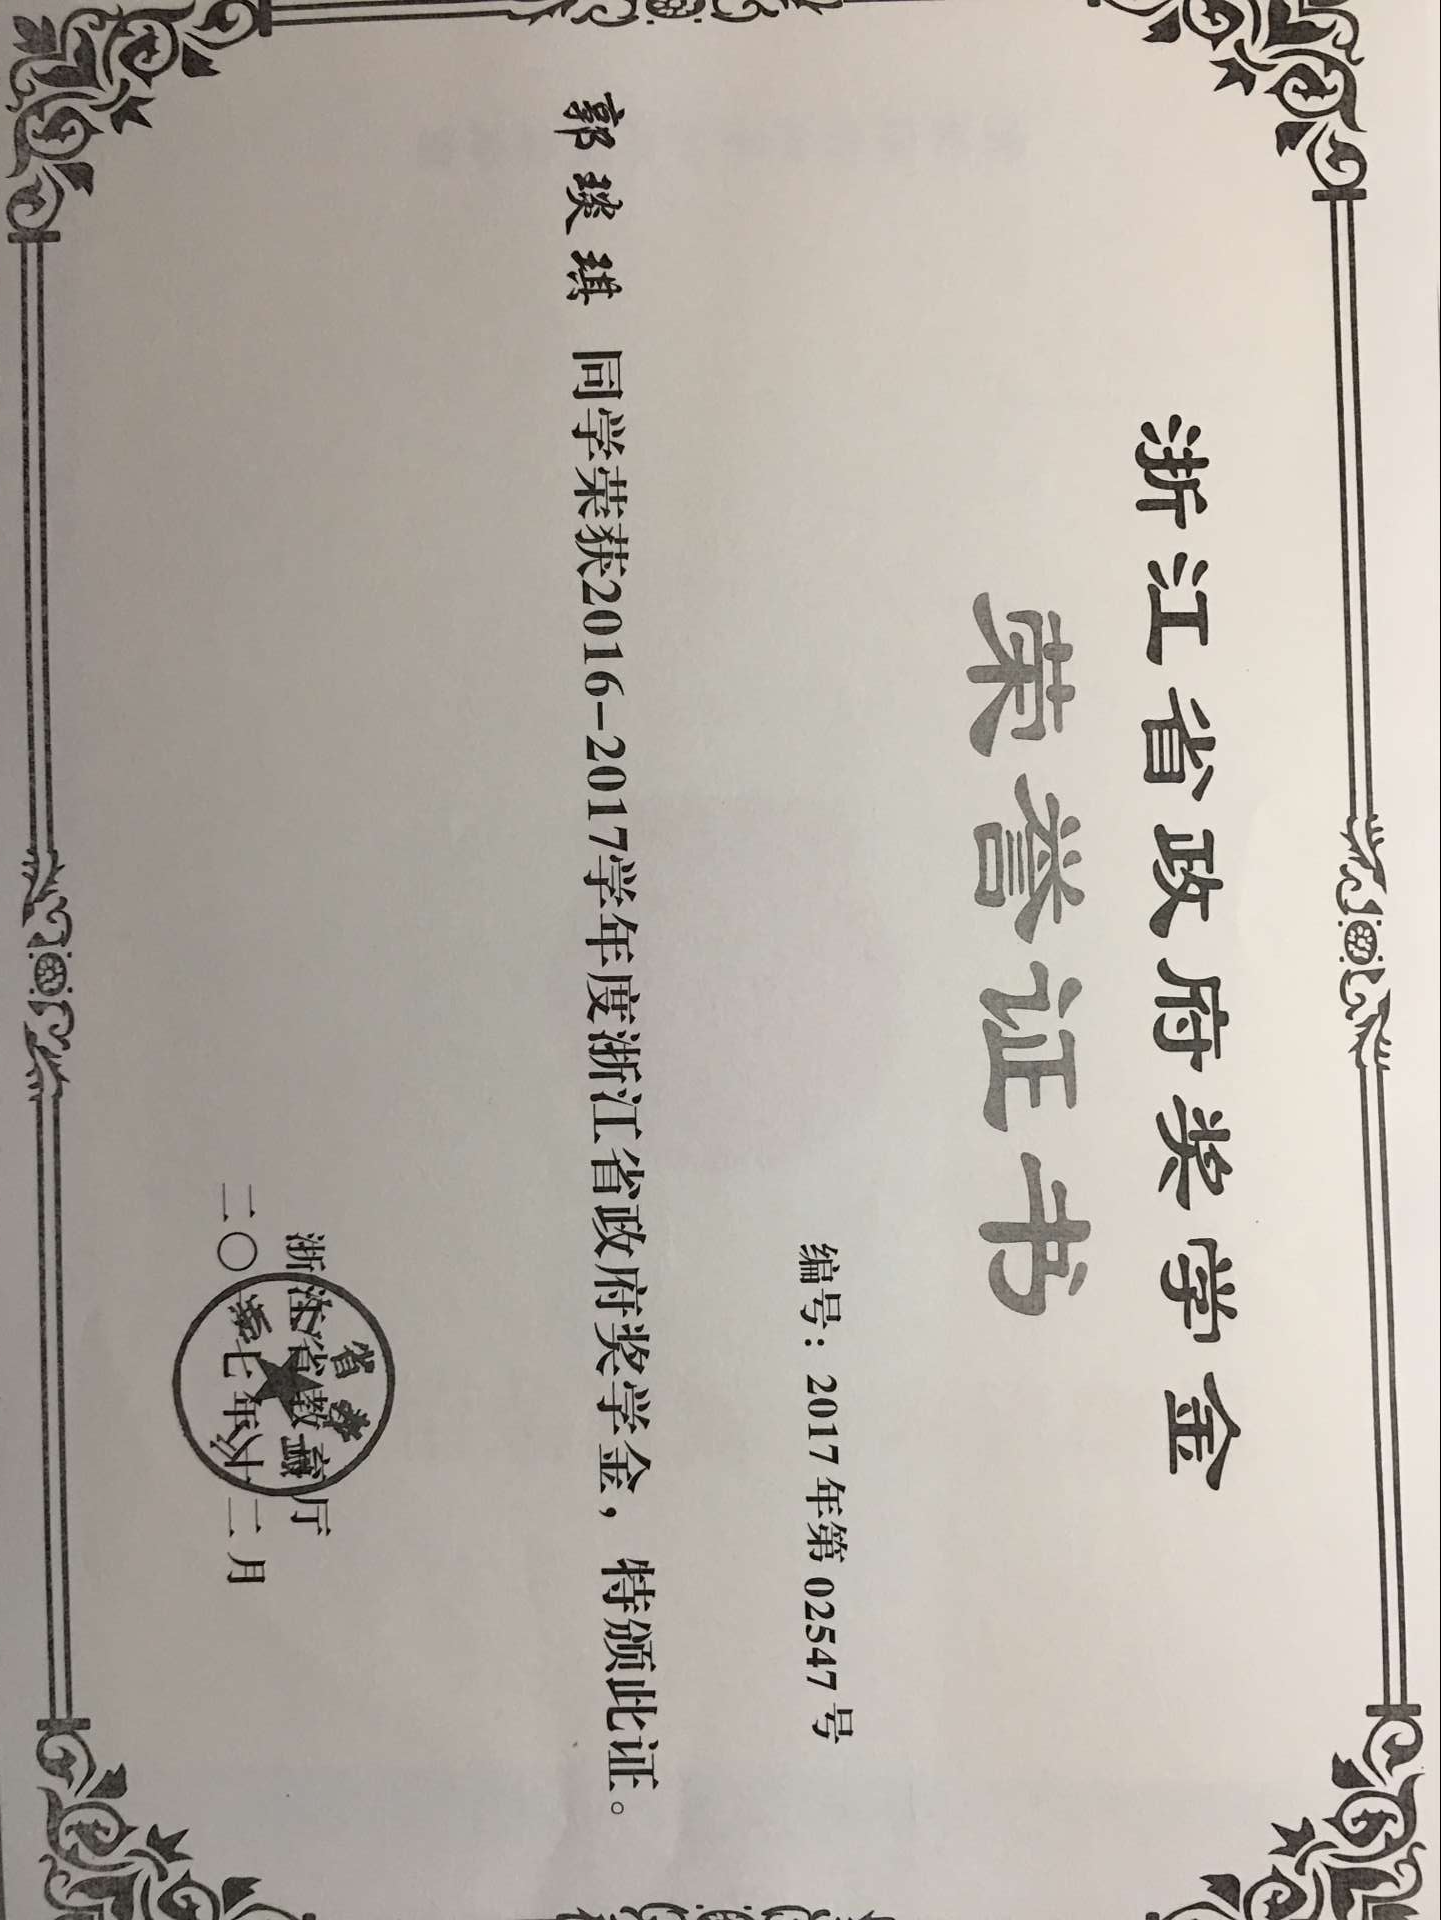 浙江省政府奖学金
荣誉证书
编号：2017年第02547号
郭琰琪 同学荣获2016-2017学年度浙江省政府奖学金，特颁此证。
浙江省教育厅
二〇一七年十二月